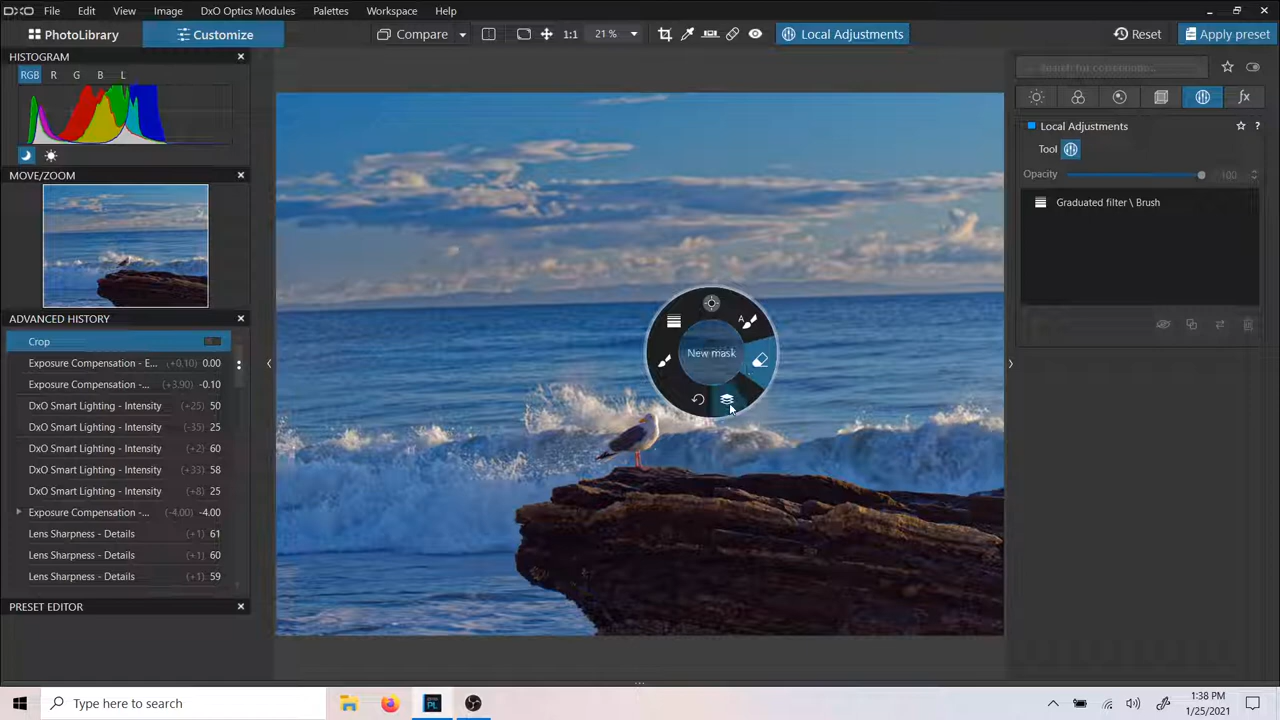 DXO File Edit View Image DxO Optics Modules Palettes Workspace Help
PhotoLibrary Customize Compare 1:1 21 % Local Adjustments Reset Apply preset
HISTOGRAM
RGB R G B L
MOVE/ZOOM
ADVANCED HISTORY
Crop
Exposure Compensation - E... (+0.10) 0.00
Exposure Compensation -... (+3.90) -0.10
DxO Smart Lighting - Intensity (+25) 50
DxO Smart Lighting - Intensity (-35) 25
DxO Smart Lighting - Intensity (+2) 60
DxO Smart Lighting - Intensity (+33) 58
DxO Smart Lighting - Intensity (+8) 25
Exposure Compensation -... (-4.00) -4.00
Lens Sharpness - Details (+1) 61
Lens Sharpness - Details (+1) 60
Lens Sharpness - Details (+1) 59
PRESET EDITOR
A
New mask
Search for corrections...
fx
Local Adjustments ?
Tool
Opacity 100
Graduated filter \ Brush
Type here to search
PL
1:38 PM
1/25/2021